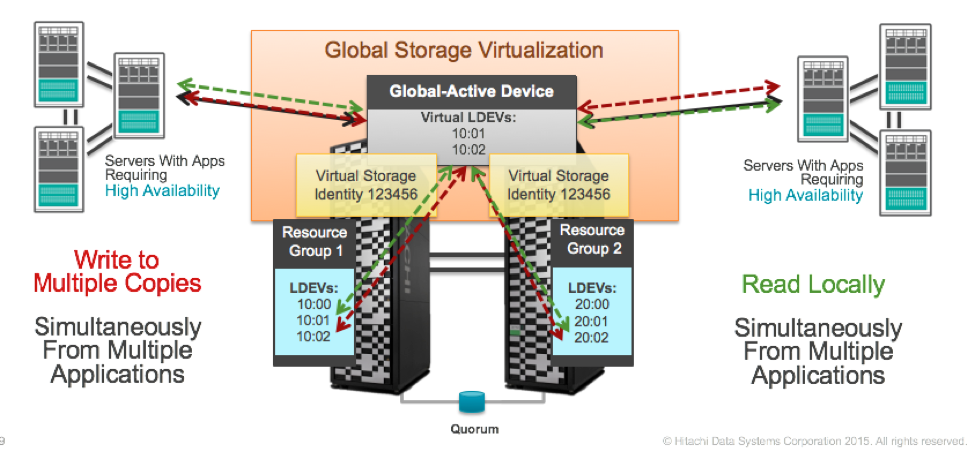 Global Storage Virtualization
Global-Active Device
Virtual LDEVs:
10:01
10:02
Servers With Apps
Requiring
High Availability
Servers With Apps
Requiring
High Availability
Virtual Storage
Identity 123456
Virtual Storage
Identity 123456
Resource
Group 1
LDEVs:
10:00
10:01
10:02
Resource
Group 2
LDEVs:
20:00
20:01
20:02
Write to
Multiple Copies
Simultaneously
From Multiple
Applications
Read Locally
Simultaneously
From Multiple
Applications
Quorum
9
© Hitachi Data Systems Corporation 2015. All rights reserved.